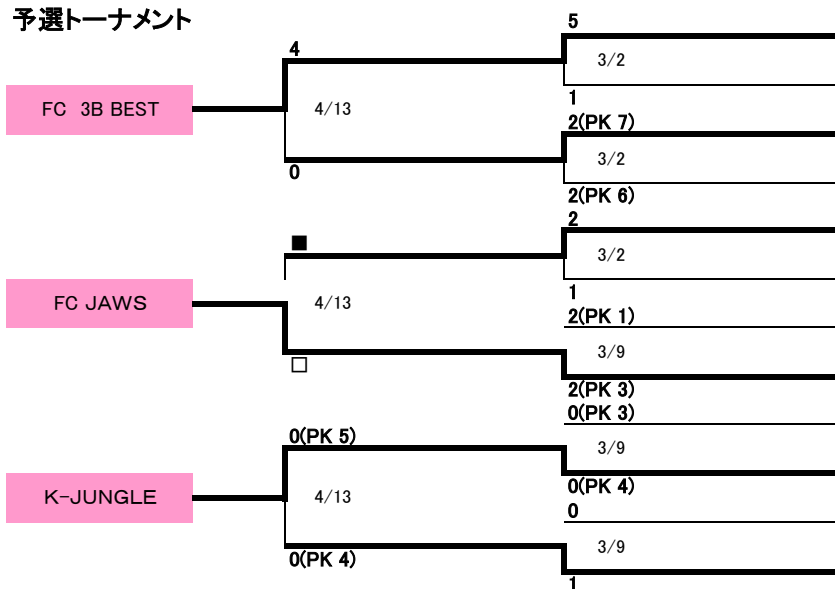 予選トーナメント
5
4
3/2
FC 3B BEST
4/13
1
2(PK 7)
3/2
0
2(PK 6)
2
■
3/2
FC JAWS
4/13
1
2(PK 1)
3/9
□
2(PK 3)
0(PK 3)
0(PK 5)
3/9
K-JUNGLE
4/13
0(PK 4)
0
3/9
0(PK 4)
1